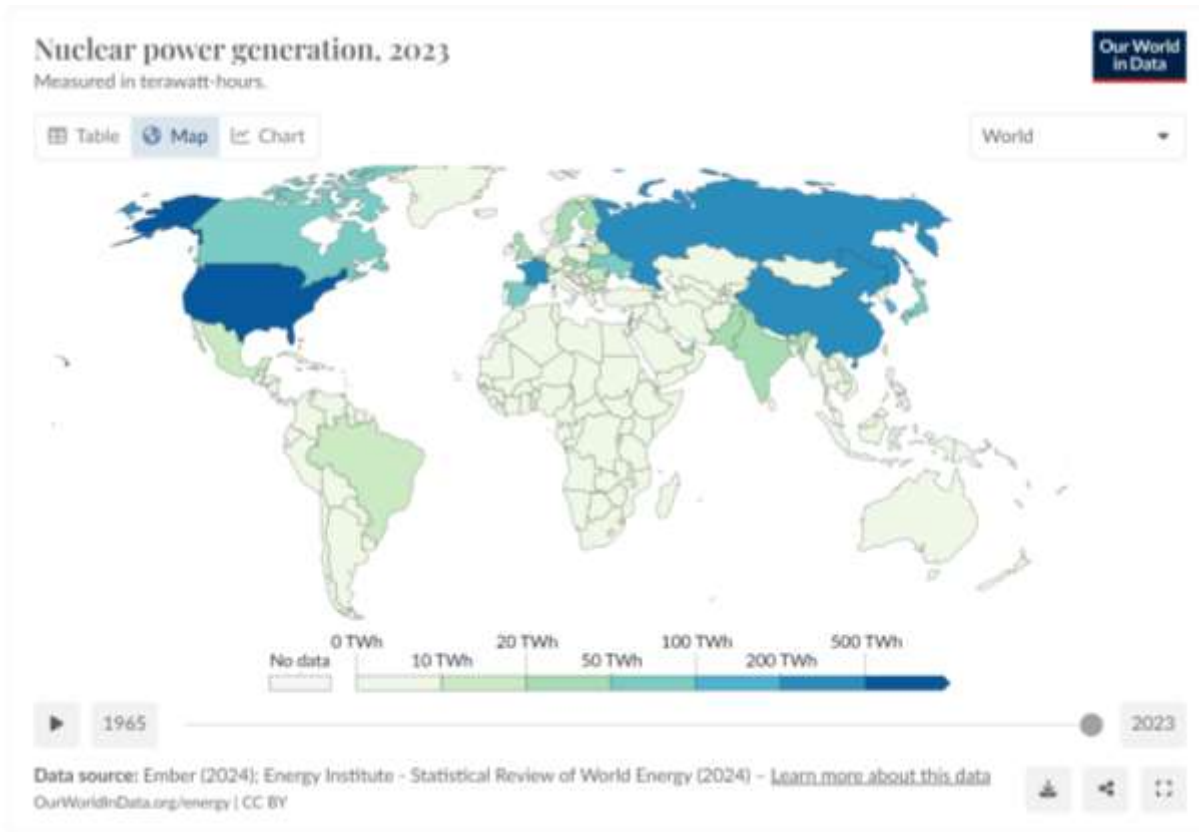 Nuclear power generation, 2023
Measured in terawatt-hours.
Our World
in Data
Table
Map
Chart
World
No data
0 TWh
10 TWh
20 TWh
50 TWh
100 TWh
200 TWh
500 TWh
1965
2023
Data source: Ember (2024); Energy Institute - Statistical Review of World Energy (2024) – Learn more about this data
OurWorldInData.org/energy | CC BY